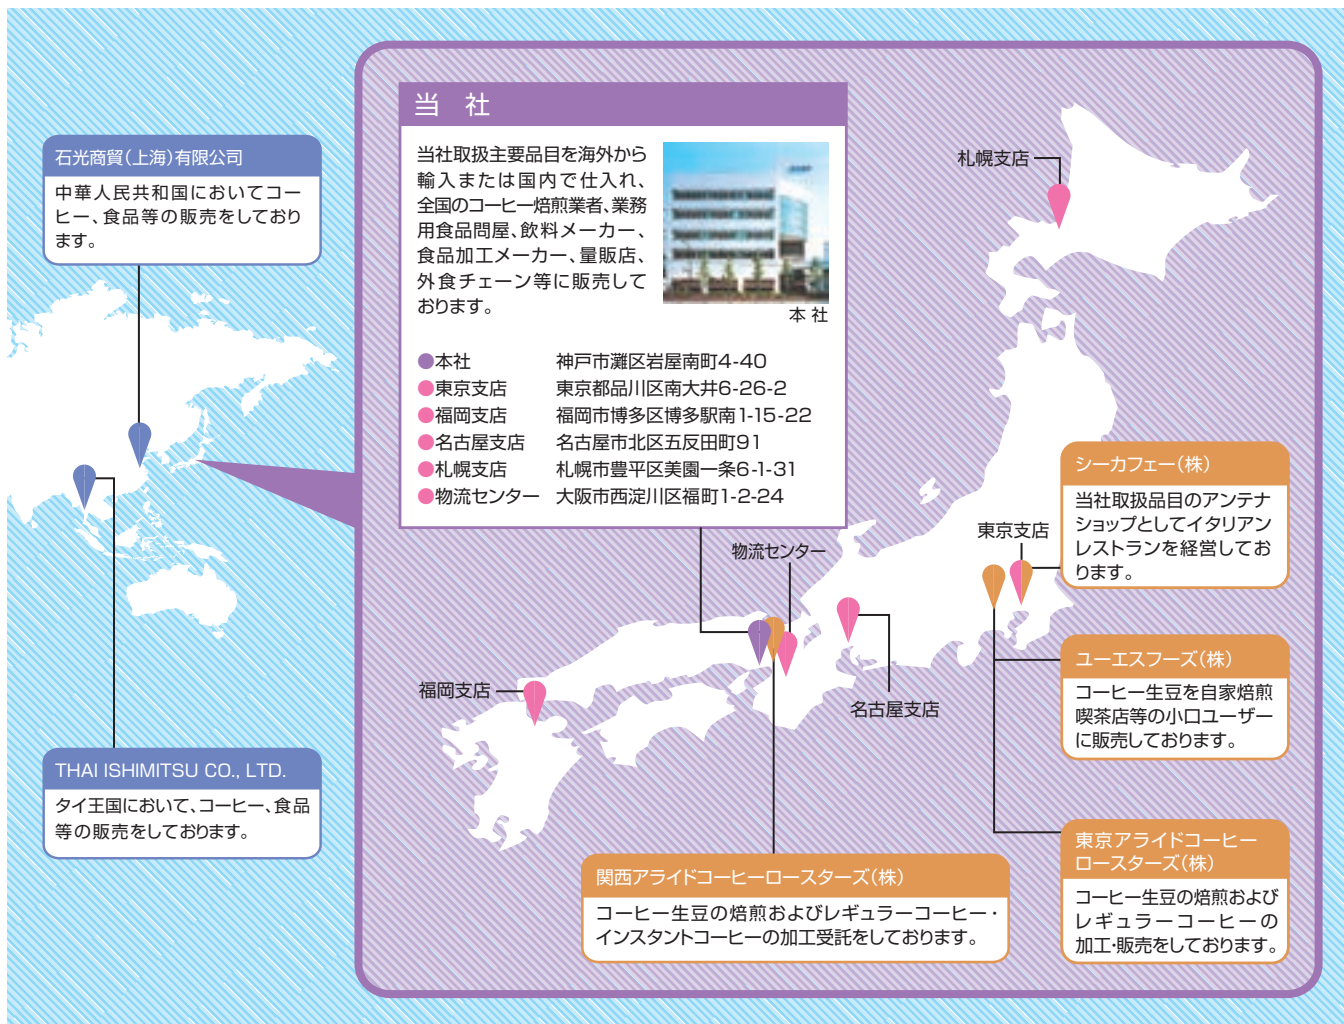 石光商貿(上海)有限公司
中華人民共和国においてコー
ヒー、食品等の販売をしており
ます。
THAI ISHIMITSU CO., LTD.
タイ王国において、コーヒー、食品
等の販売をしております。
当 社
当社取扱主要品目を海外から
輸入または国内で仕入れ、
全国のコーヒー焙煎業者、業務
用食品問屋、飲料メーカー、
食品加工メーカー、量販店、
外食チェーン等に販売して
おります。
本 社
●本社 神戸市灘区岩屋南町4-40
●東京支店 東京都品川区南大井6-26-2
●福岡支店 福岡市博多区博多駅南1-15-22
●名古屋支店 名古屋市北区五反田町91
●札幌支店 札幌市豊平区美園一条6-1-31
●物流センター 大阪市西淀川区福町1-2-24
札幌支店
東京支店
物流センター
名古屋支店
福岡支店
シーカフェー(株)
当社取扱品目のアンテナ
ショップとしてイタリアン
レストランを経営してお
ります。
ユーエスフーズ(株)
コーヒー生豆を自家焙煎
喫茶店等の小口ユーザー
に販売しております。
東京アライドコーヒー
ロースターズ(株)
コーヒー生豆の焙煎および
レギュラーコーヒーの
加工・販売をしております。
関西アライドコーヒーロースターズ(株)
コーヒー生豆の焙煎およびレギュラーコーヒー・
インスタントコーヒーの加工受託をしております。